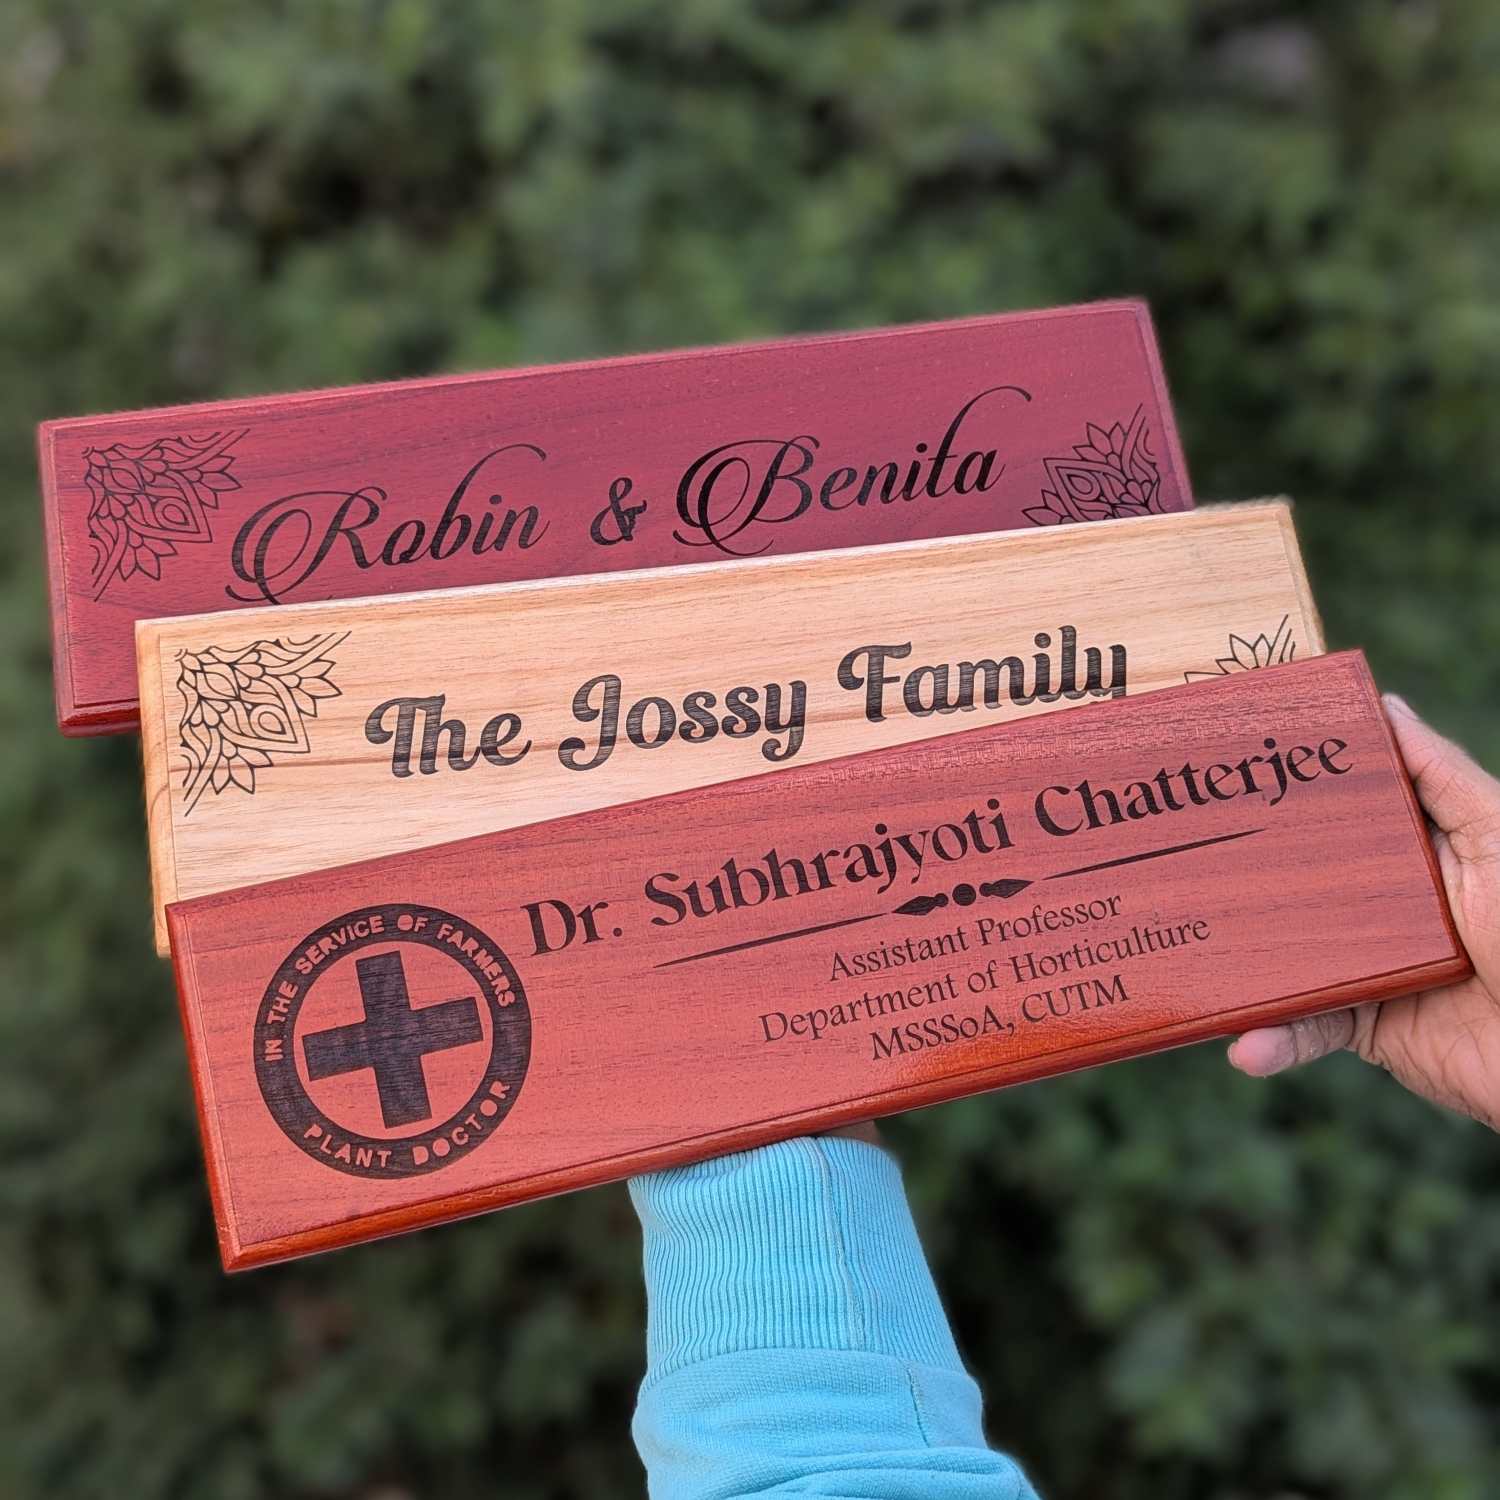 Robin & Benita
The Jossy Family
IN THE SERVICE OF FARMERS
PLANT DOCTOR
Dr. Subhrajyoti Chatterjee
Assistant Professor
Department of Horticulture
MSSSoA, CUTM